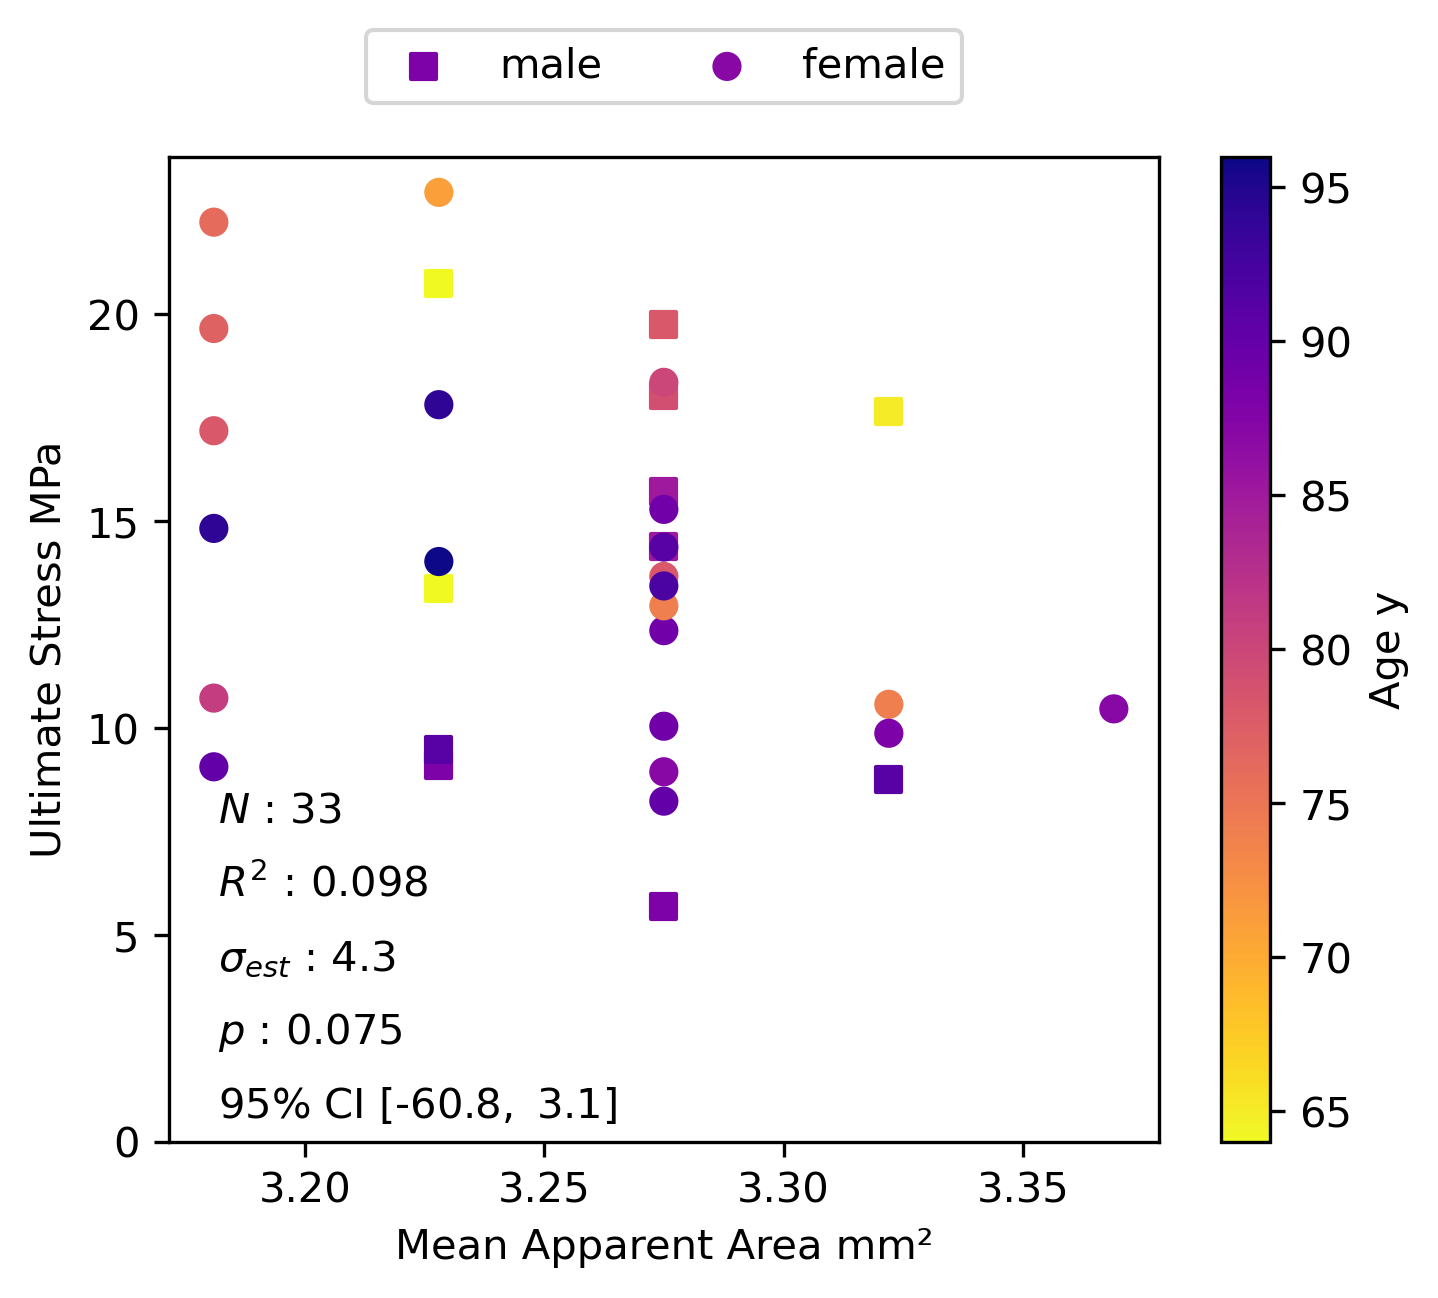 male female
20
15
10
5
0
Ultimate Stress MPa
N : 33
R² : 0.098
σest : 4.3
p : 0.075
95% CI [-60.8, 3.1]
3.20 3.25 3.30 3.35
Mean Apparent Area mm²
95
90
85
80
75
70
65
Age y